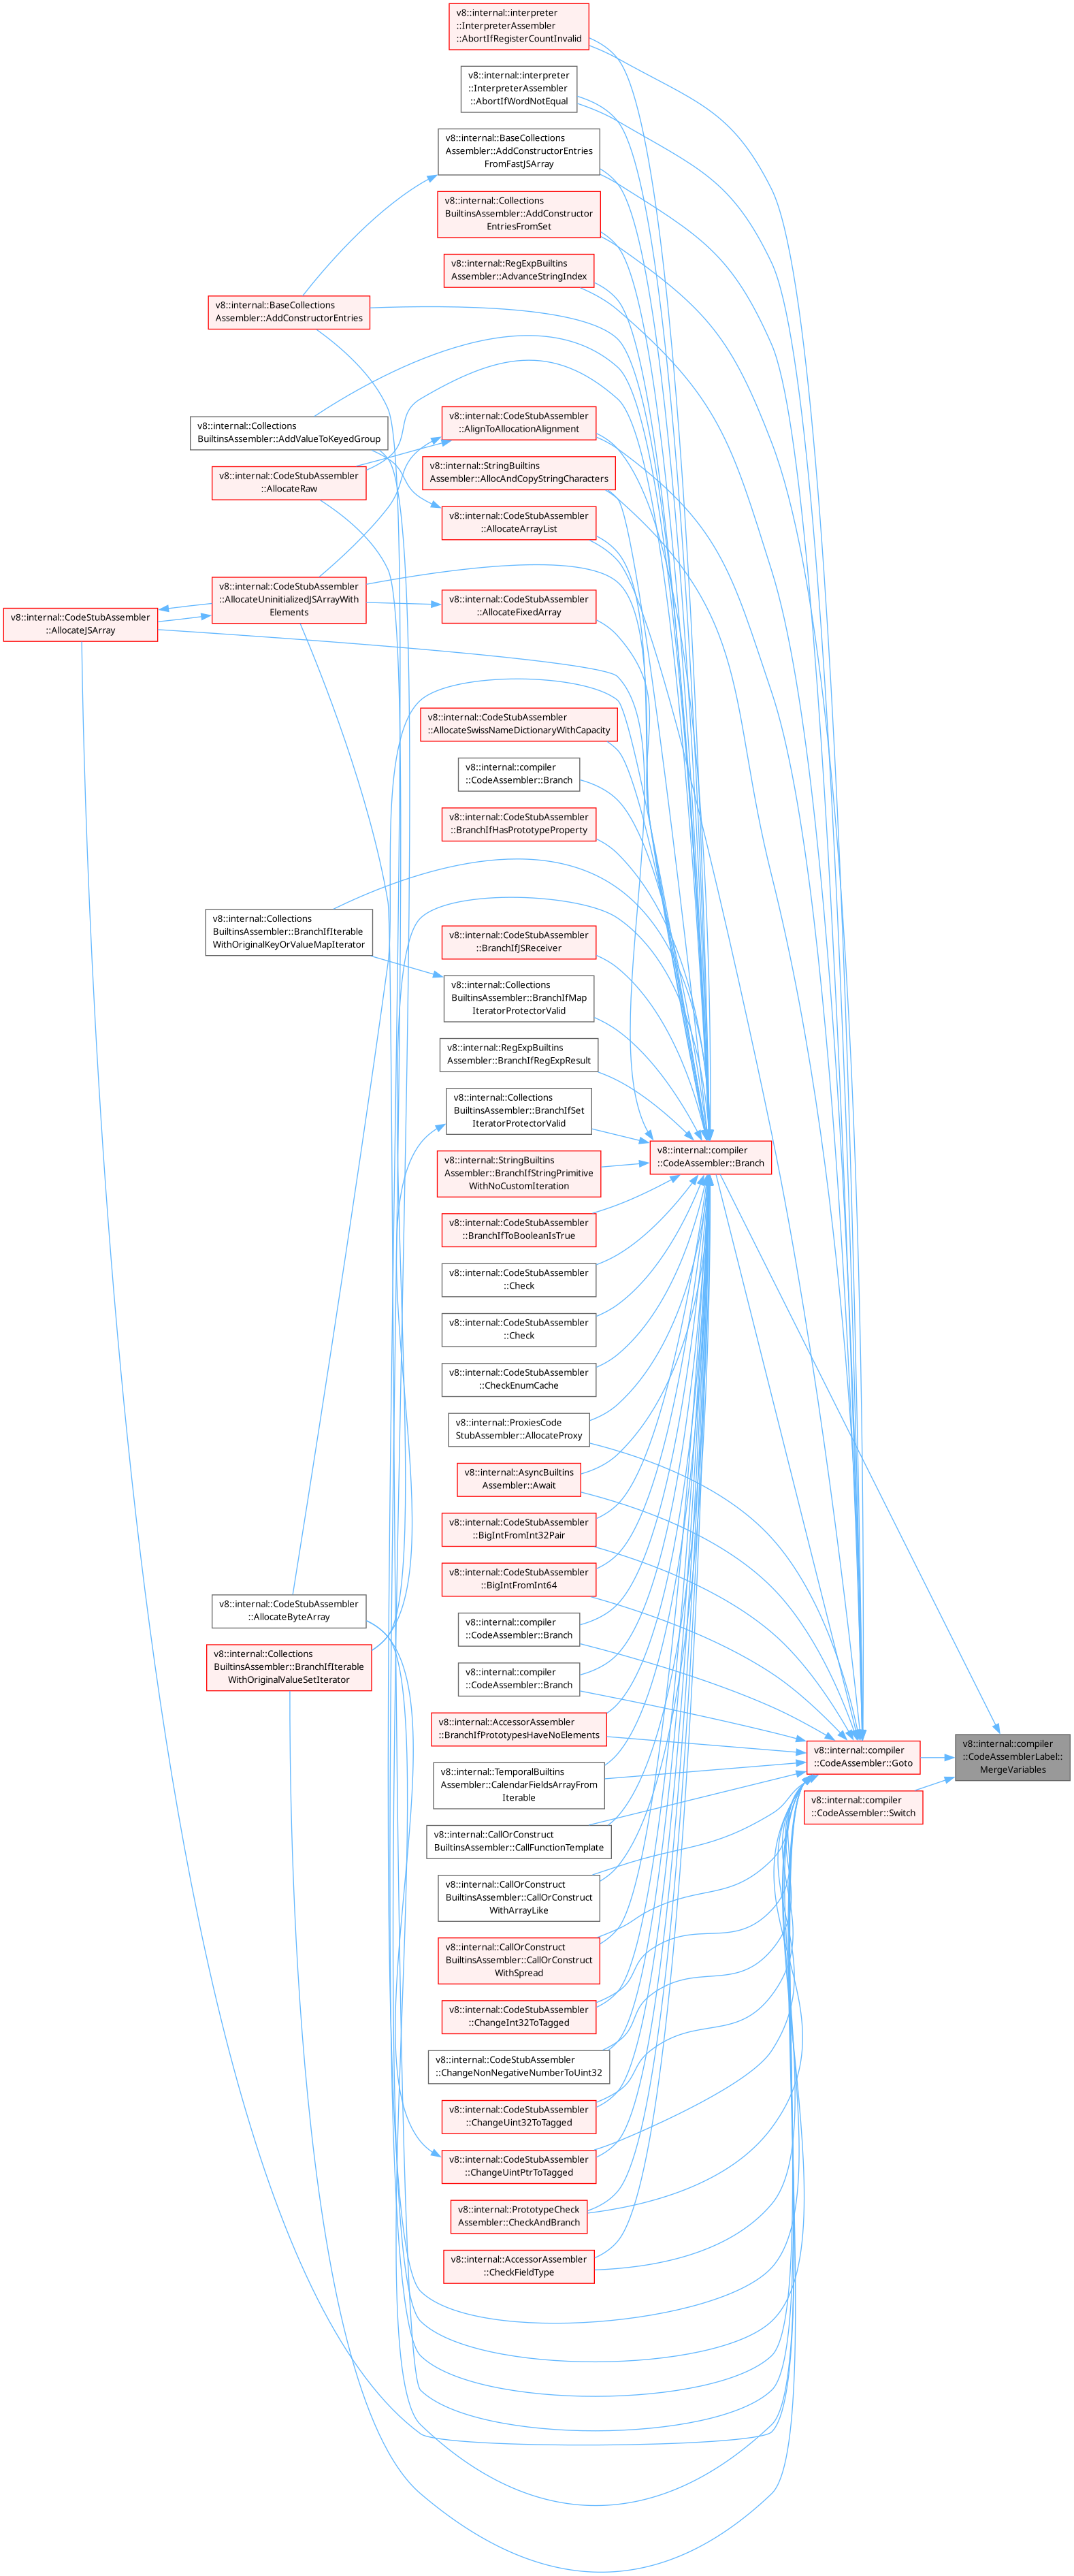 v8::internal::interpreter
::InterpreterAssembler
::AbortIfRegisterCountInvalid
v8::internal::interpreter
::InterpreterAssembler
::AbortIfWordNotEqual
v8::internal::BaseCollections
Assembler::AddConstructorEntries
FromFastJSArray
v8::internal::Collections
BuiltinsAssembler::AddConstructor
EntriesFromSet
v8::internal::RegExpBuiltins
Assembler::AdvanceStringIndex
v8::internal::BaseCollections
Assembler::AddConstructorEntries
v8::internal::Collections
BuiltinsAssembler::AddValueToKeyedGroup
v8::internal::CodeStubAssembler
::AlignToAllocationAlignment
v8::internal::StringBuiltins
Assembler::AllocAndCopyStringCharacters
v8::internal::CodeStubAssembler
::AllocateRaw
v8::internal::CodeStubAssembler
::AllocateArrayList
v8::internal::CodeStubAssembler
::AllocateUninitializedJSArrayWith
Elements
v8::internal::CodeStubAssembler
::AllocateFixedArray
v8::internal::CodeStubAssembler
::AllocateJSArray
v8::internal::CodeStubAssembler
::AllocateSwissNameDictionaryWithCapacity
v8::internal::compiler
::CodeAssembler::Branch
v8::internal::CodeStubAssembler
::BranchIfHasPrototypeProperty
v8::internal::Collections
BuiltinsAssembler::BranchIfIterable
WithOriginalKeyOrValueMapIterator
v8::internal::CodeStubAssembler
::BranchIfJSReceiver
v8::internal::Collections
BuiltinsAssembler::BranchIfMap
IteratorProtectorValid
v8::internal::RegExpBuiltins
Assembler::BranchIfRegExpResult
v8::internal::Collections
BuiltinsAssembler::BranchIfSet
IteratorProtectorValid
v8::internal::compiler
::CodeAssembler::Branch
v8::internal::StringBuiltins
Assembler::BranchIfStringPrimitive
WithNoCustomIteration
v8::internal::CodeStubAssembler
::BranchIfToBooleanIsTrue
v8::internal::CodeStubAssembler
::Check
v8::internal::CodeStubAssembler
::Check
v8::internal::CodeStubAssembler
::CheckEnumCache
v8::internal::ProxiesCode
StubAssembler::AllocateProxy
v8::internal::AsyncBuiltins
Assembler::Await
v8::internal::CodeStubAssembler
::BigIntFromInt32Pair
v8::internal::CodeStubAssembler
::BigIntFromInt64
v8::internal::CodeStubAssembler
::AllocateByteArray
v8::internal::compiler
::CodeAssembler::Branch
v8::internal::Collections
BuiltinsAssembler::BranchIfIterable
WithOriginalValueSetIterator
v8::internal::compiler
::CodeAssembler::Branch
v8::internal::AccessorAssembler
::BranchIfPrototypesHaveNoElements
v8::internal::compiler
::CodeAssembler::Goto
v8::internal::compiler
::CodeAssemblerLabel::
MergeVariables
v8::internal::TemporalBuiltins
Assembler::CalendarFieldsArrayFrom
Iterable
v8::internal::compiler
::CodeAssembler::Switch
v8::internal::CallOrConstruct
BuiltinsAssembler::CallFunctionTemplate
v8::internal::CallOrConstruct
BuiltinsAssembler::CallOrConstruct
WithArrayLike
v8::internal::CallOrConstruct
BuiltinsAssembler::CallOrConstruct
WithSpread
v8::internal::CodeStubAssembler
::ChangeInt32ToTagged
v8::internal::CodeStubAssembler
::ChangeNonNegativeNumberToUint32
v8::internal::CodeStubAssembler
::ChangeUint32ToTagged
v8::internal::CodeStubAssembler
::ChangeUintPtrToTagged
v8::internal::PrototypeCheck
Assembler::CheckAndBranch
v8::internal::AccessorAssembler
::CheckFieldType